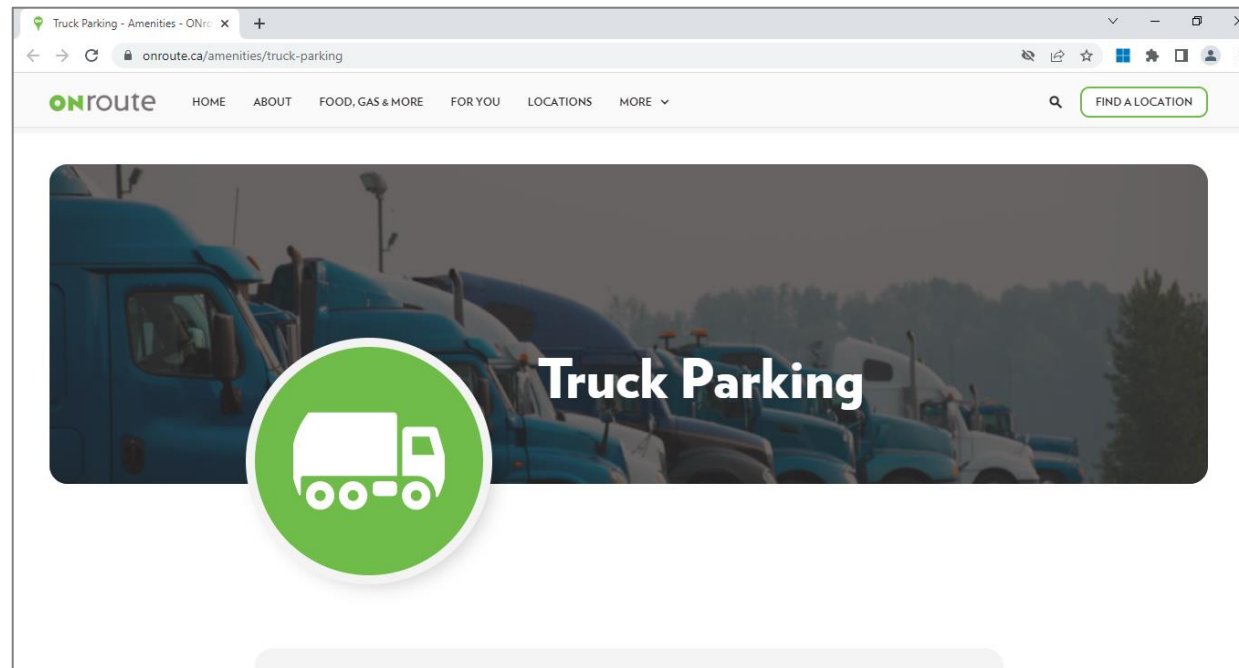 Truck Parking - Amenities - ONro
onroute.ca/amenities/truck-parking
ONroute HOME ABOUT FOOD, GAS & MORE FOR YOU LOCATIONS MORE FIND A LOCATION
Truck Parking